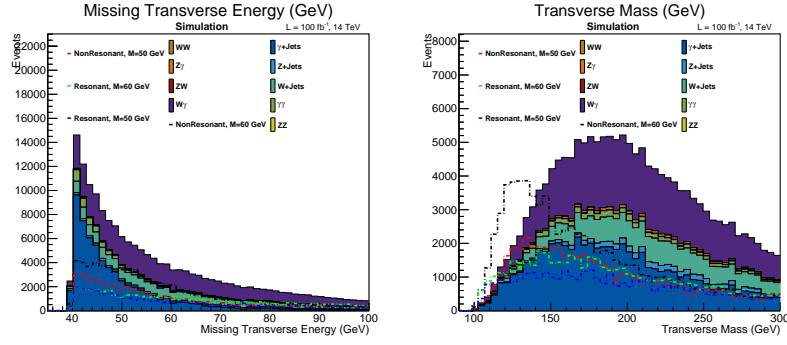 Missing Transverse Energy (GeV)
Simulation
L = 100 fb⁻¹, 14 TeV
Events
22000
20000
18000
16000
14000
12000
10000
8000
6000
4000
2000
0
NonResonant, M=50 GeV
Resonant, M=60 GeV
Resonant, M=50 GeV
WW
Zγ
ZW
Wγ
NonResonant, M=60 GeV
γ+Jets
Z+Jets
W+Jets
γγ
ZZ
40 50 60 70 80 90 100
Missing Transverse Energy (GeV)
Transverse Mass (GeV)
Simulation
L = 100 fb⁻¹, 14 TeV
Events
8000
7000
6000
5000
4000
3000
2000
1000
0
NonResonant, M=50 GeV
Resonant, M=60 GeV
Resonant, M=50 GeV
WW
Zγ
ZW
Wγ
NonResonant, M=60 GeV
γ+Jets
Z+Jets
W+Jets
γγ
ZZ
100 150 200 250 300
Transverse Mass (GeV)